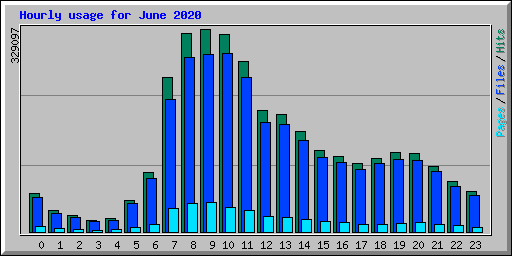 Hourly usage for June 2020
329097
Pages / Files / Hits
0 1 2 3 4 5 6 7 8 9 10 11 12 13 14 15 16 17 18 19 20 21 22 23